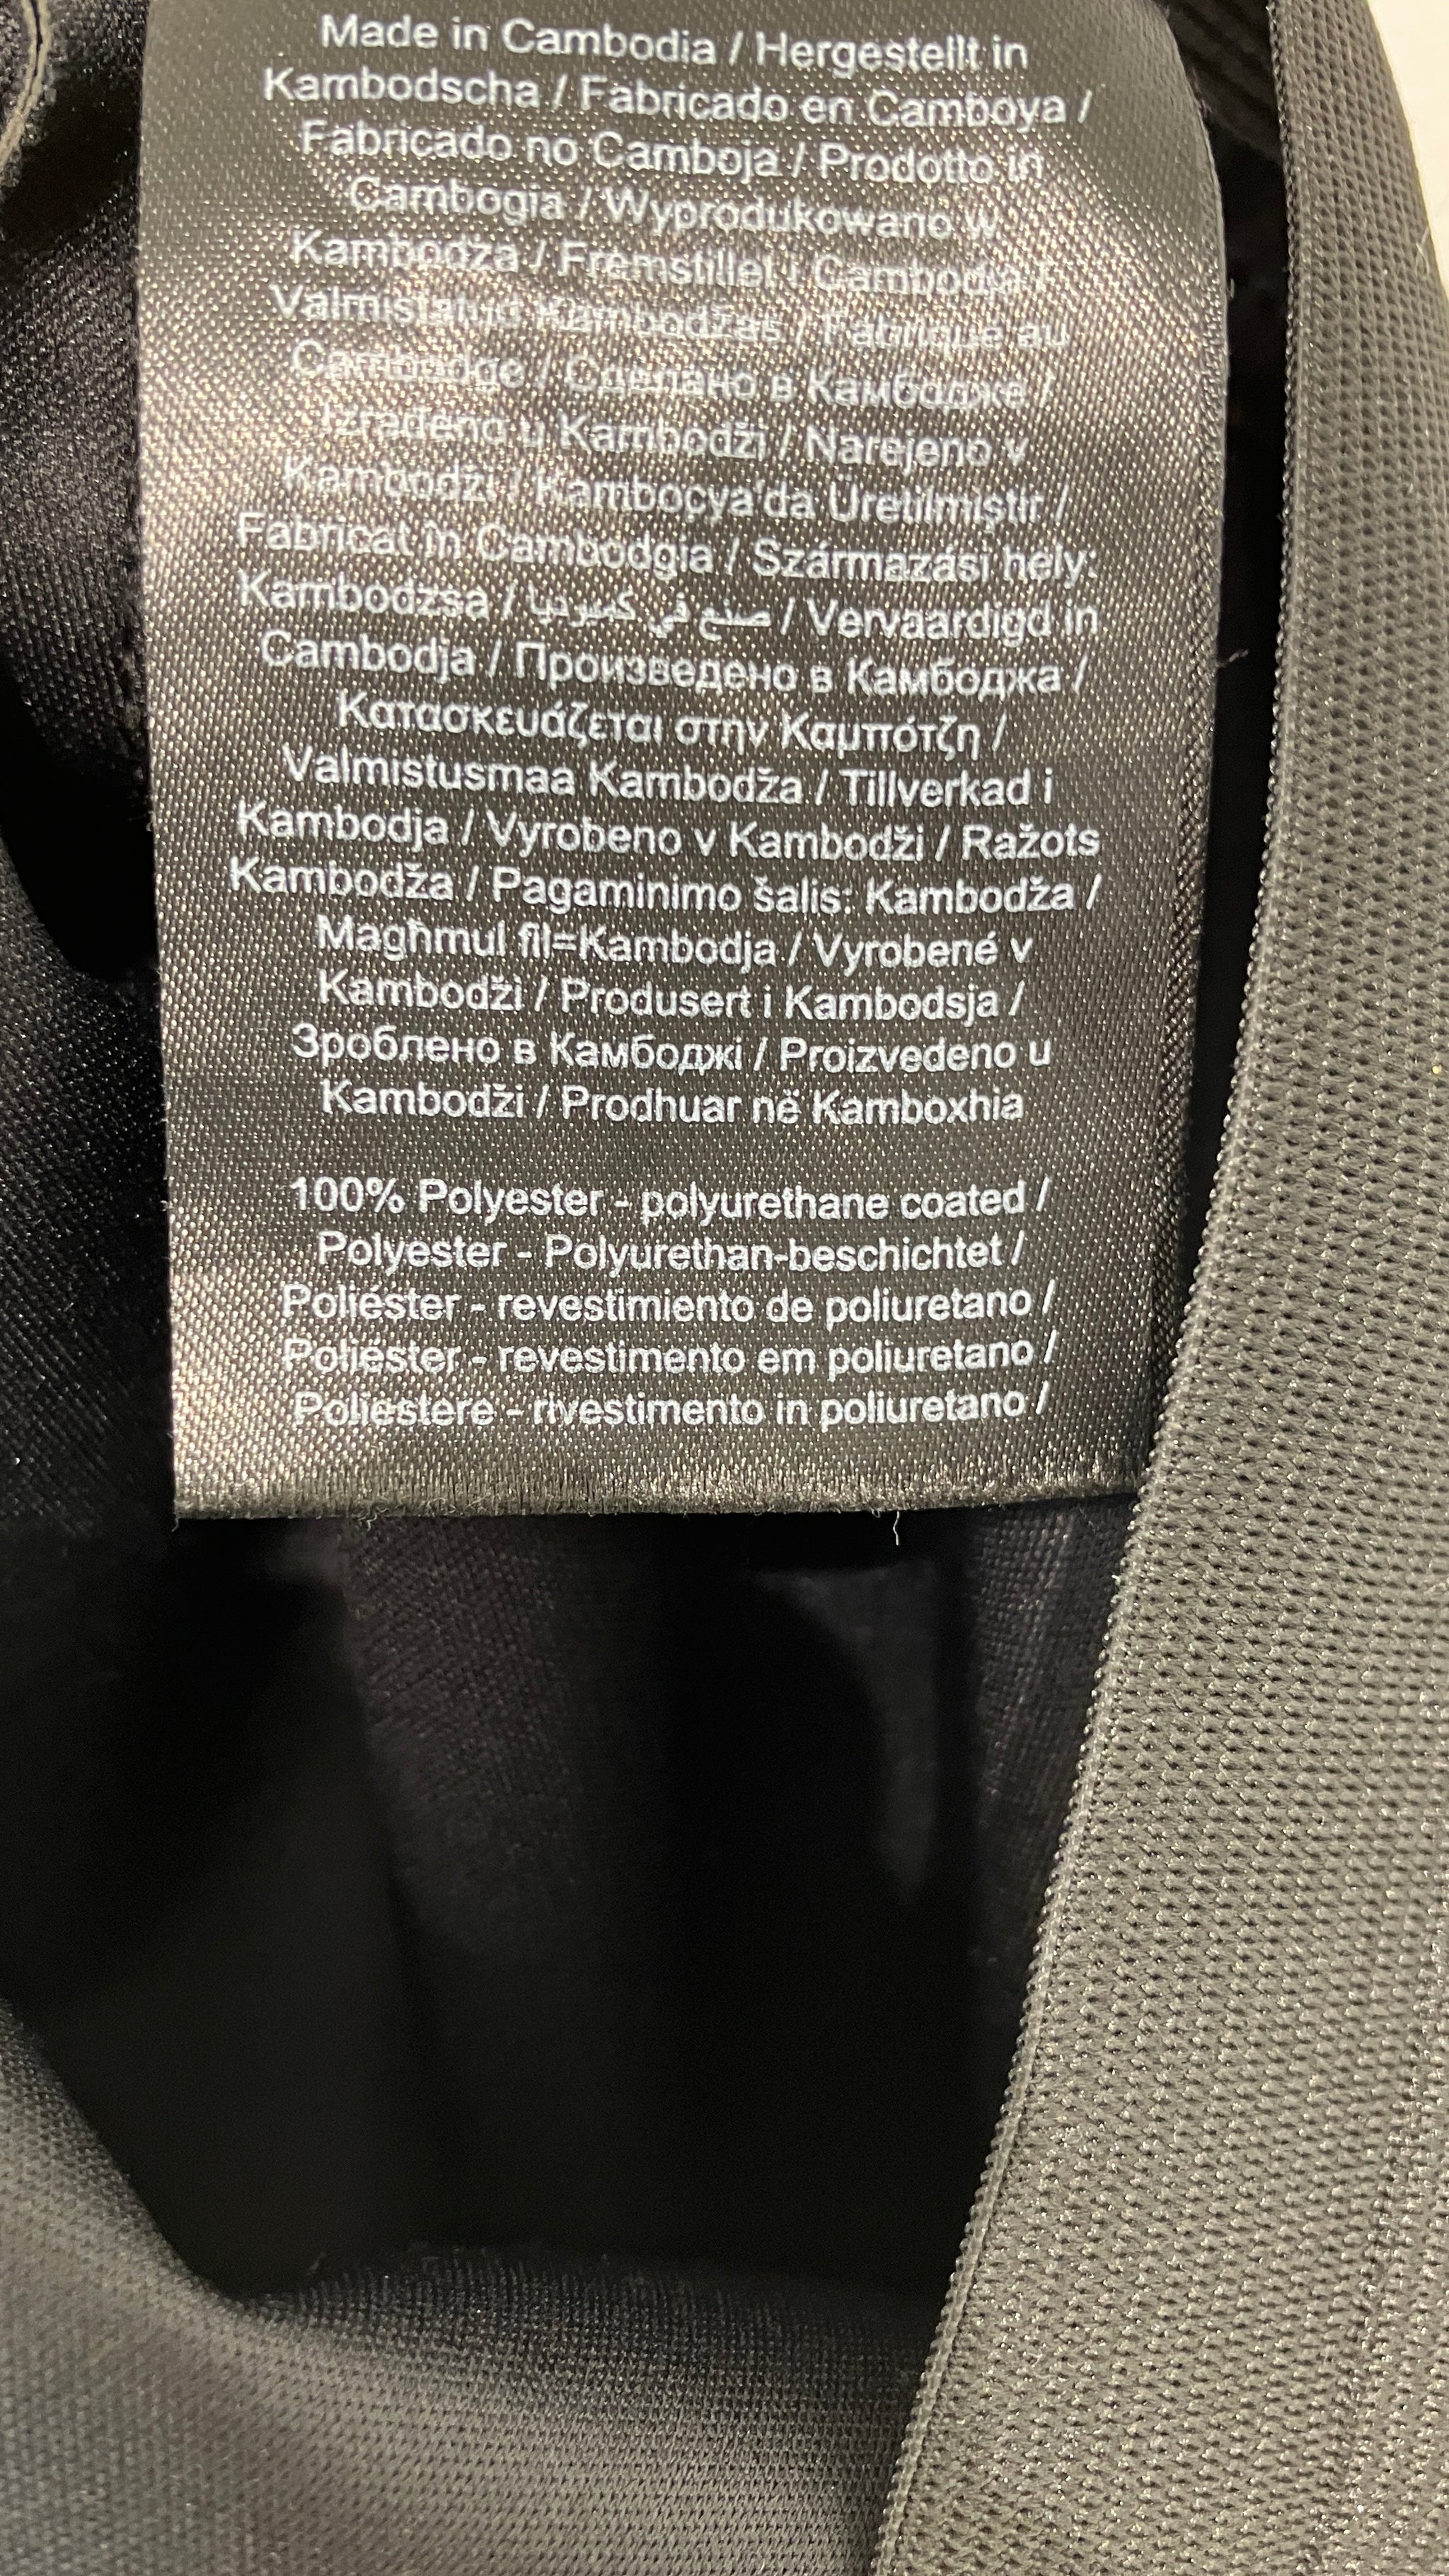 Made in Cambodia / Hergestellt in
Kambodscha / Fabricado en Camboya /
Fabricado no Camboja / Prodotto in
Cambogia / Wyprodukowano w
Kambodża / Fremstillet i Cambodja /
Valmistatud Kambodžas / Fabriqué au
Cambodge / Сделано в Камбодже /
Izrađeno u Kambodži / Narejeno v
Kambodži / Kamboçya'da Üretilmiştir /
Fabricat în Cambodgia / Származási hely:
Kambodzsa / صنع في كمبوديا / Vervaardigd in
Cambodja / Произведено в Камбоджа /
Κατασκευάζεται στην Καμπότζη /
Valmistusmaa Kambodža / Tillverkad i
Kambodja / Vyrobeno v Kambodži / Ražots
Kambodža / Pagaminimo šalis: Kambodža /
Magħmul fil=Kambodja / Vyrobené v
Kambodži / Produsert i Kambodsja /
Зроблено в Камбоджі / Proizvedeno u
Kambodži / Prodhuar në Kamboxhia
100% Polyester - polyurethane coated /
Polyester - Polyurethan-beschichtet /
Poliéster - revestimiento de poliuretano /
Poliéster - revestimento em poliuretano /
Poliestere - rivestimento in poliuretano /